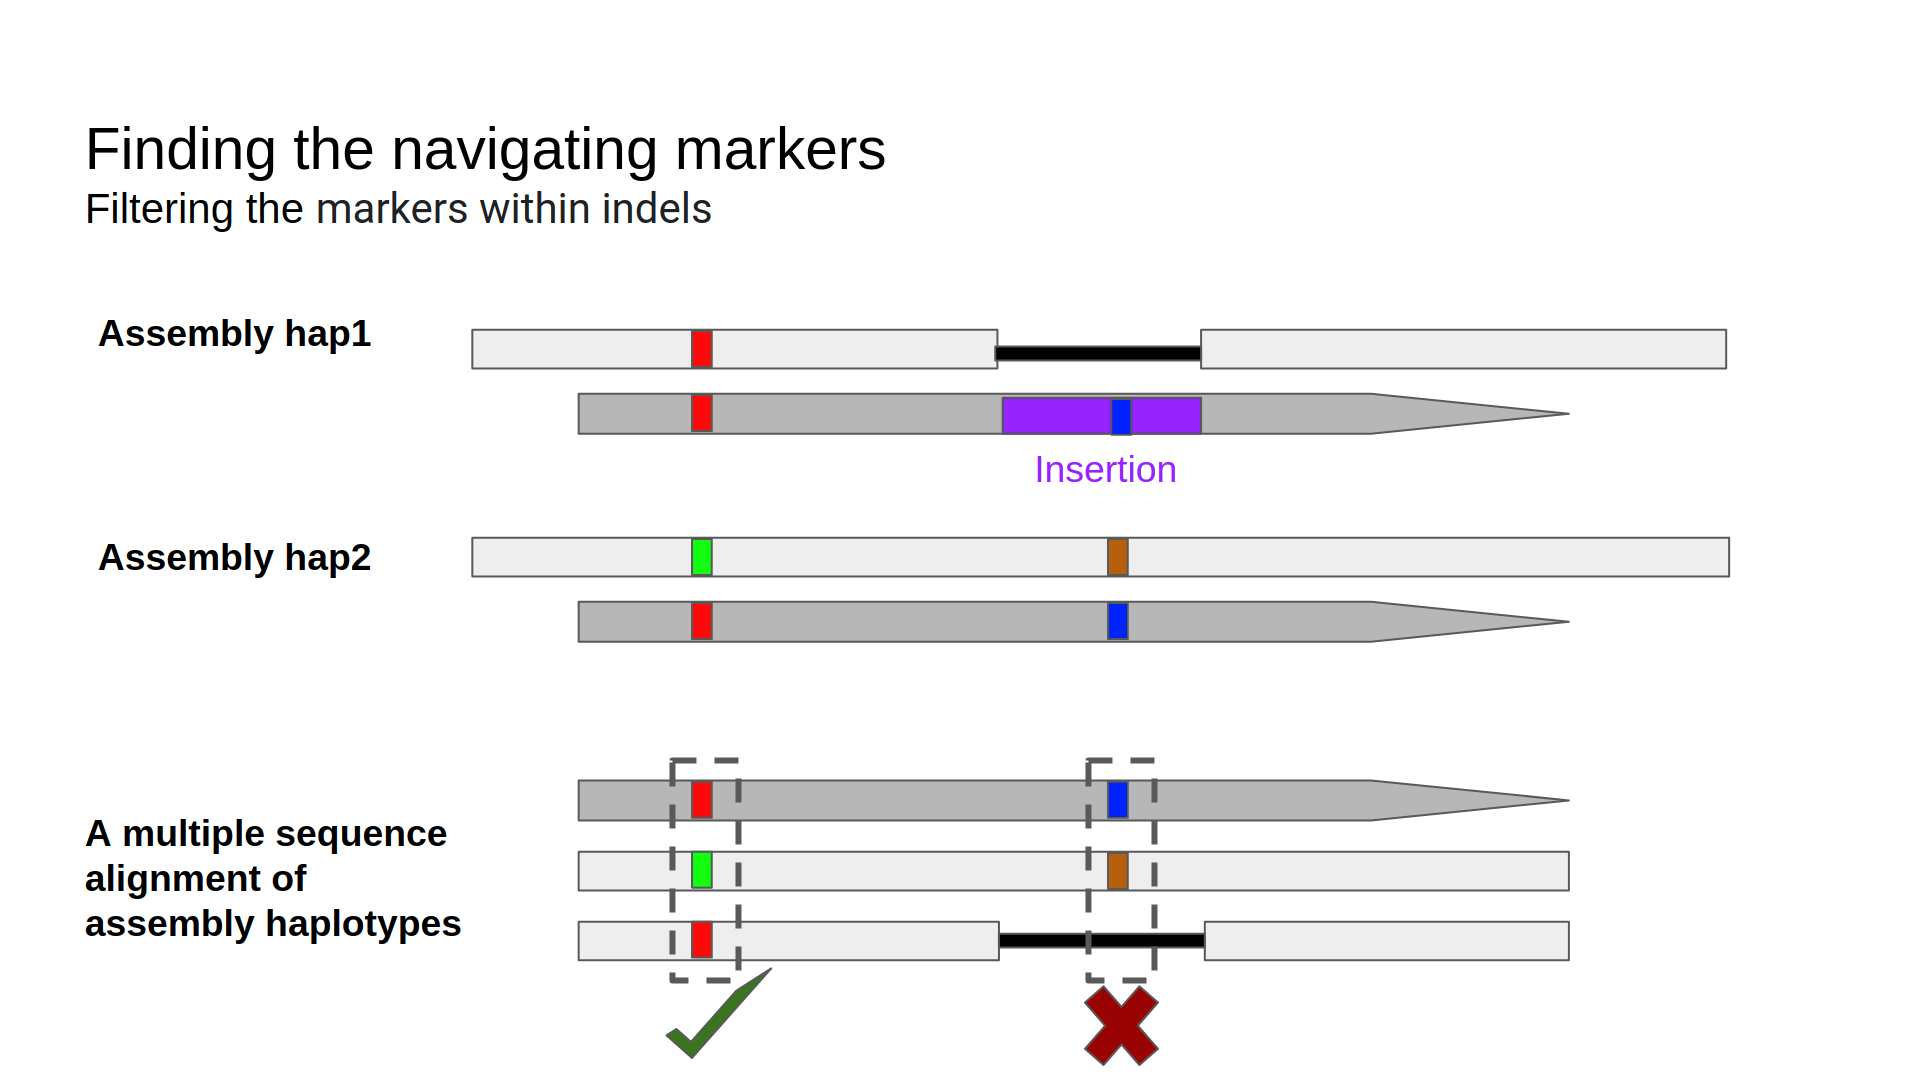 Finding the navigating markers
Filtering the markers within indels
Assembly hap1
Insertion
Assembly hap2
A multiple sequence
alignment of
assembly haplotypes